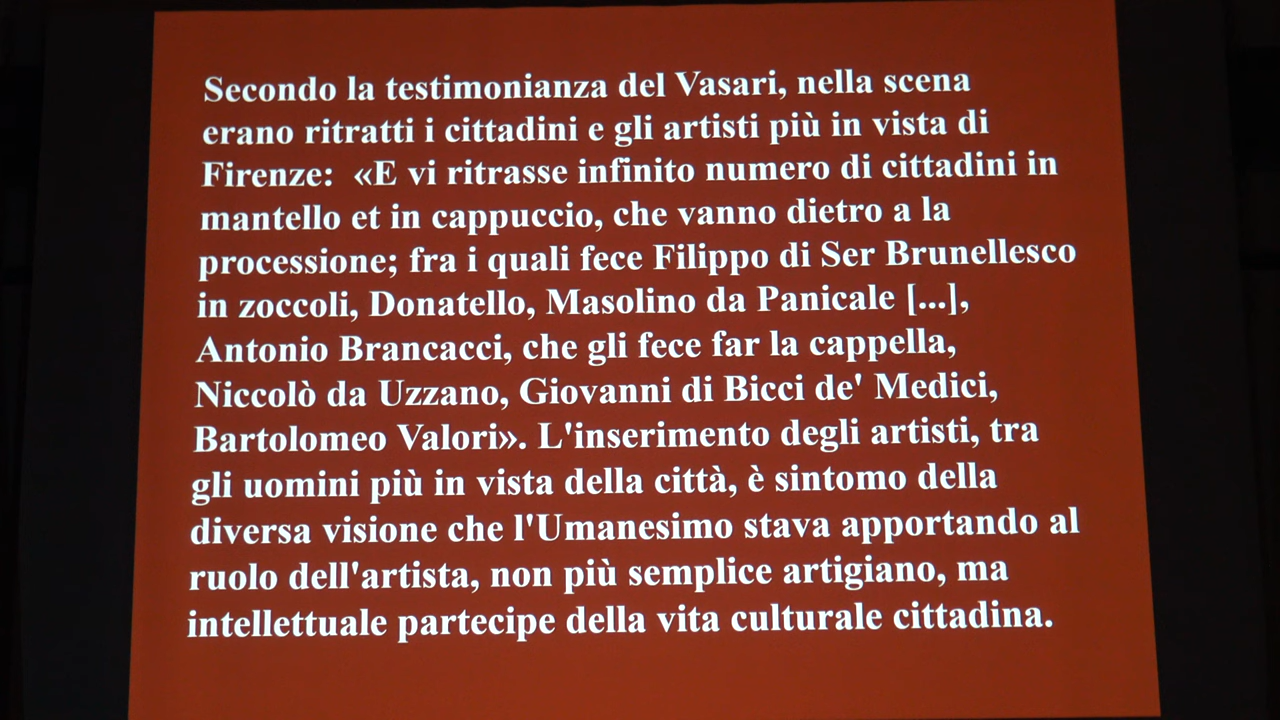 Secondo la testimonianza del Vasari, nella scena
erano ritratti i cittadini e gli artisti più in vista di
Firenze:  «E vi ritrasse infinito numero di cittadini in
mantello et in cappuccio, che vanno dietro a la
processione; fra i quali fece Filippo di Ser Brunellesco
in zoccoli, Donatello, Masolino da Panicale [...],
Antonio Brancacci, che gli fece far la cappella,
Niccolò da Uzzano, Giovanni di Bicci de' Medici,
Bartolomeo Valori». L'inserimento degli artisti, tra
gli uomini più in vista della città, è sintomo della
diversa visione che l'Umanesimo stava apportando al
ruolo dell'artista, non più semplice artigiano, ma
intellettuale partecipe della vita culturale cittadina.